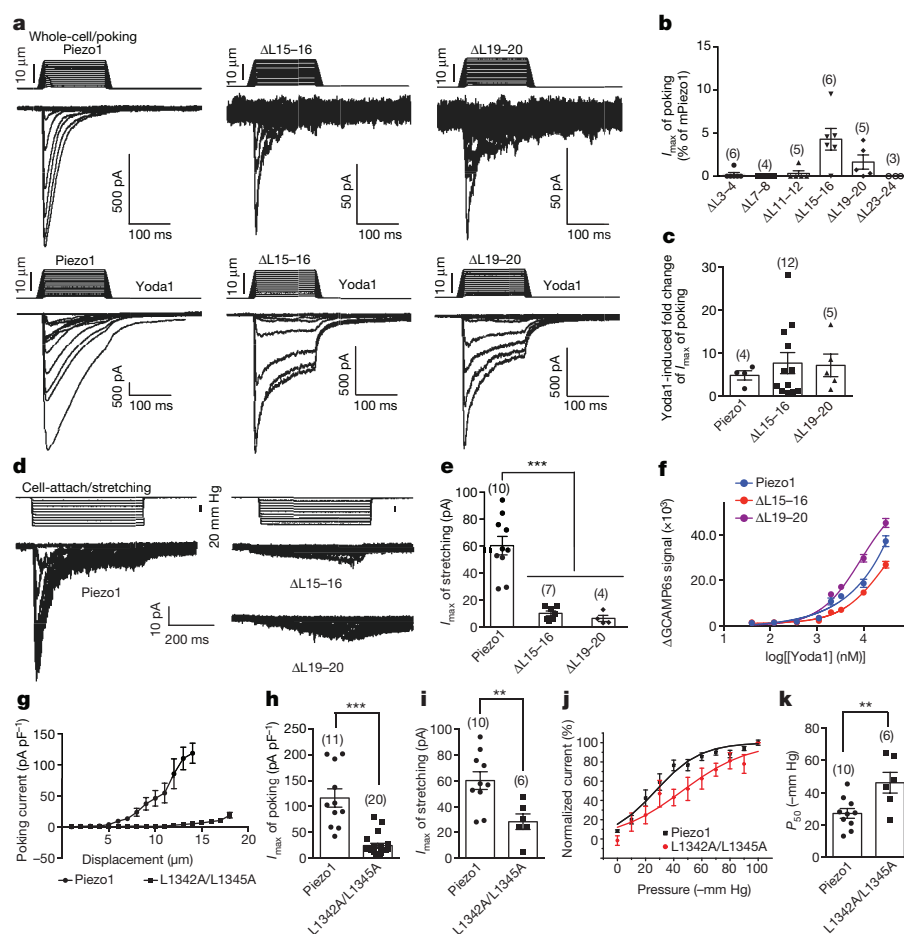 a
Whole-cell/poking
Piezo1
ΔL15–16
ΔL19–20
10 μm
10 μm
10 μm
500 pA
100 ms
50 pA
100 ms
50 pA
100 ms
Piezo1
Yoda1
ΔL15–16
Yoda1
ΔL19–20
Yoda1
10 μm
10 μm
10 μm
500 pA
100 ms
500 pA
100 ms
500 pA
100 ms
b
Imax of poking
(% of mPiezo1)
15
10
5
0
(6)
(4)
(5)
(6)
(5)
(3)
ΔL3–4
ΔL7–8
ΔL11–12
ΔL15–16
ΔL19–20
ΔL23–24
c
Yoda1-induced fold change
of Imax of poking
30
20
10
0
(4)
(12)
(5)
Piezo1
ΔL15–16
ΔL19–20
d
Cell-attach/stretching
20 mm Hg
Piezo1
ΔL15–16
ΔL19–20
10 pA
200 ms
e
Imax of stretching (pA)
100
80
60
40
20
0
***
(10)
(7)
(4)
Piezo1
ΔL15–16
ΔL19–20
f
Piezo1
ΔL15–16
ΔL19–20
ΔGCAMP6s signal (×10³)
40.0
20.0
0
1
2
3
4
log[[Yoda1] (nM)]
g
Poking current (pA pF⁻¹)
150
100
50
0
−50
5
10
15
20
Displacement (μm)
Piezo1
L1342A/L1345A
h
Imax of poking (pA pF⁻¹)
250
200
150
100
50
0
***
(11)
(20)
Piezo1
L1342A/L1345A
i
Imax of stretching (pA)
100
80
60
40
20
0
**
(10)
(6)
Piezo1
L1342A/L1345A
j
Normalized current (%)
100
80
60
40
20
0
Piezo1
L1342A/L1345A
0
20
40
60
80
100
Pressure (–mm Hg)
k
P50 (–mm Hg)
80
60
40
20
0
**
(10)
(6)
Piezo1
L1342A/L1345A